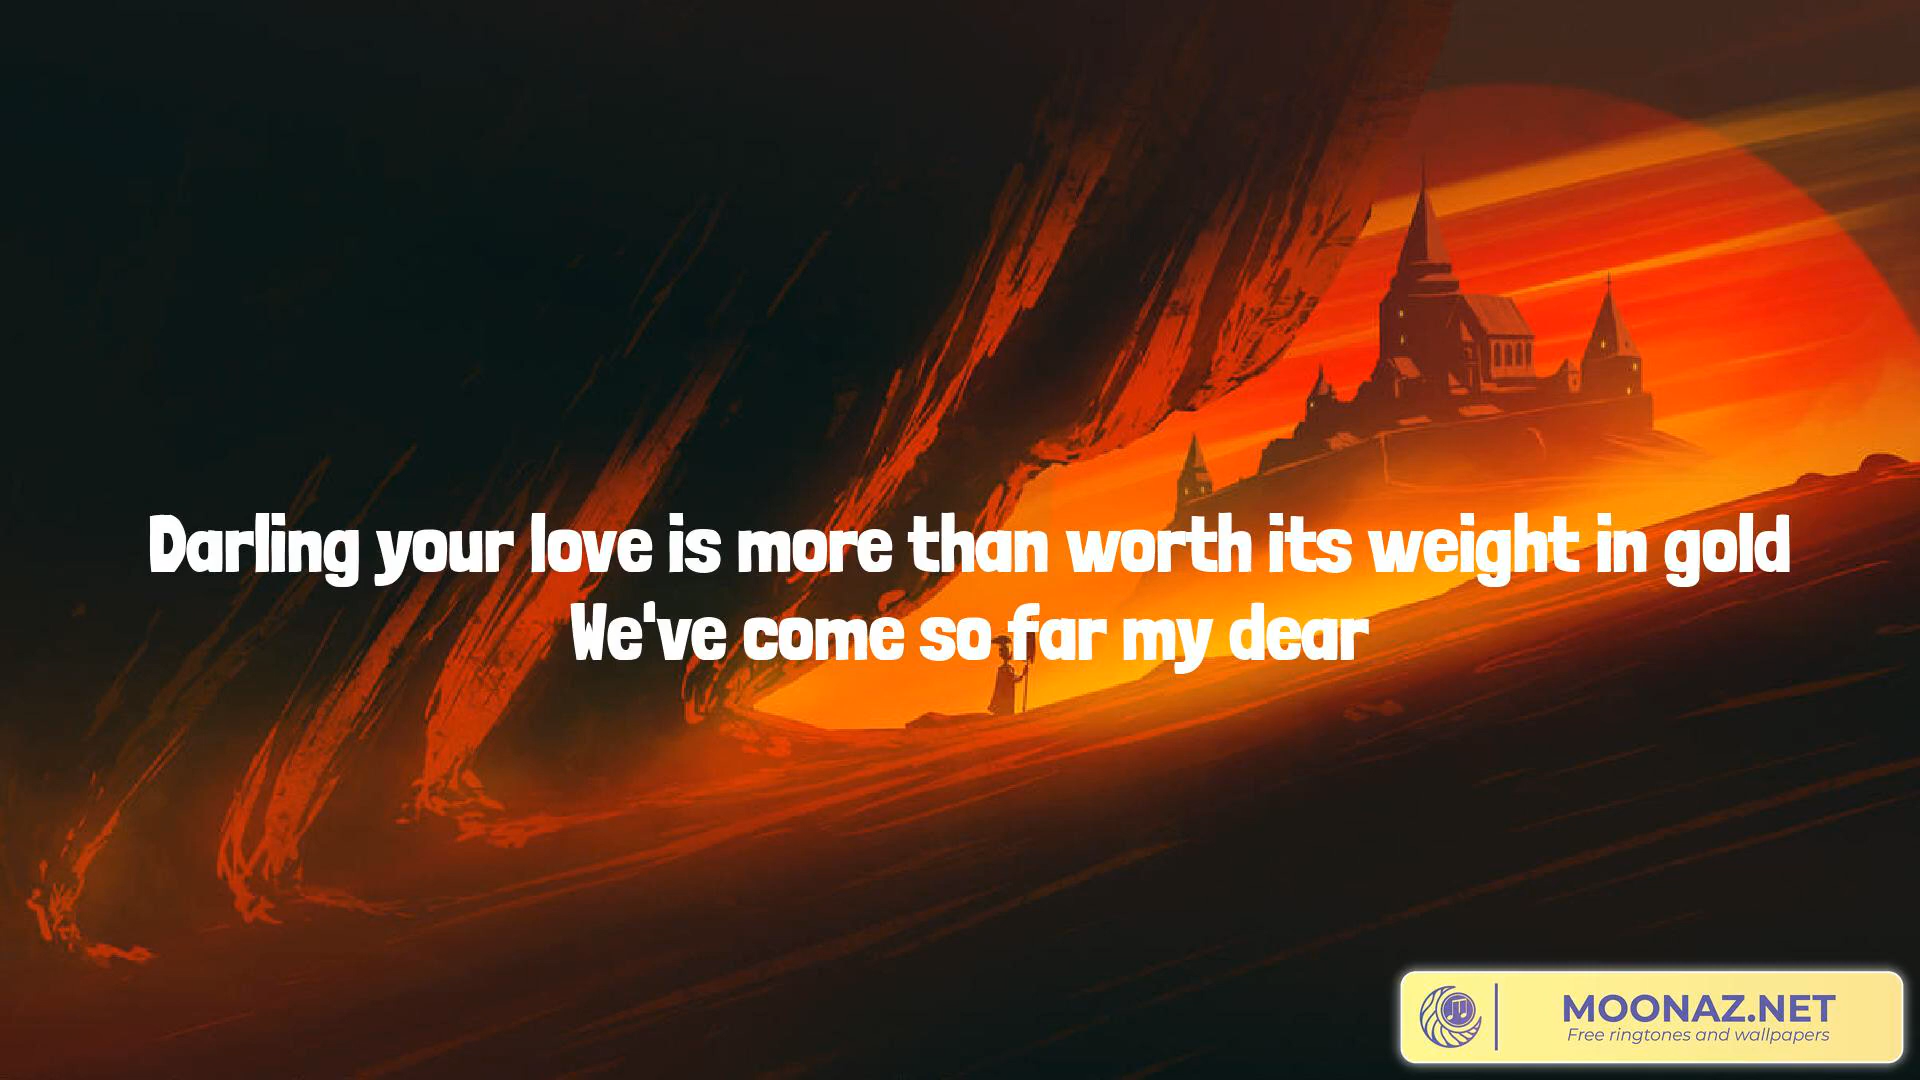 Darling your love is more than worth its weight in gold
We've come so far my dear
MOONAZ.NET
Free ringtones and wallpapers